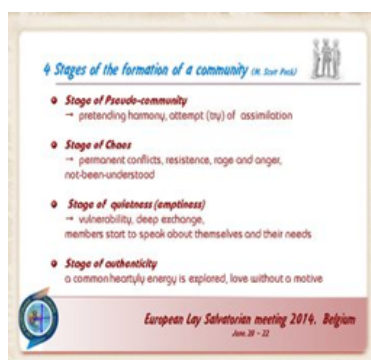 4 Stages of the formation of a community (M. Scott Peck)
Stage of Pseudo-community
→ pretending harmony, attempt (try) of assimilation
Stage of Chaos
→ permanent conflicts, resistence, rage and anger,
not-been-understood
Stage of quietness (emptiness)
→ vulnerability, deep exchange,
members start to speak about themselves and their needs
Stage of authenticity
a common heartyly energy is explored, love without a motive
European Lay Salvatorian meeting 2014. Belgium
June. 20 - 22